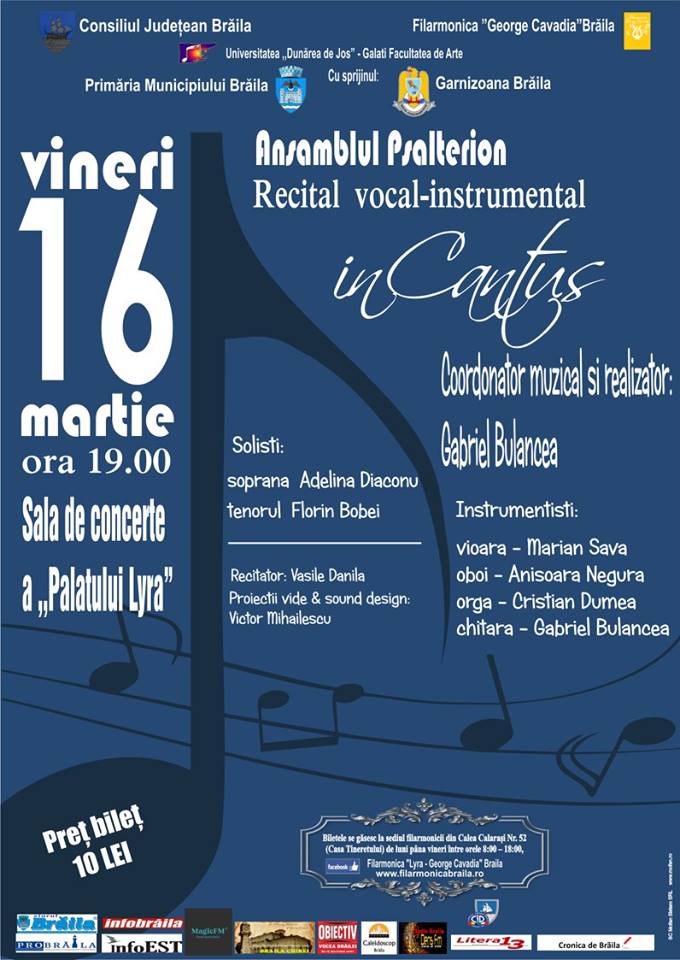 Consiliul Județean Brăila
Filarmonica ”George Cavadia”Brăila
Universitatea „Dunărea de Jos” - Galati Facultatea de Arte
Primăria Municipiului Brăila
Cu sprijinul:
Garnizoana Brăila
vineri
16
martie
ora 19.00
Sala de concerte
a „Palatului Lyra”
Ansamblul Psalterion
Recital vocal-instrumental
inCantus
Coordonator muzical si realizator:
Gabriel Bulancea
Solisti:
soprana Adelina Diaconu
tenorul Florin Bobei
Recitator: Vasile Danila
Proiectii vide & sound design:
Victor Mihailescu
Instrumentisti:
vioara - Marian Sava
oboi - Anisoara Negura
orga - Cristian Dumea
chitara - Gabriel Bulancea
Preț bilet
10 LEI
Biletele se găsesc la sediul filarmonicii din Calea Calarași Nr. 52
(Casa Tineretului) de luni pâna vineri între orele 8:00 – 18:00,
facebook
Filarmonica "Lyra - George Cavadia" Braila
www.filarmonicabraila.ro
Brăila
PROBRĂILA
infobrăila
infoEST
MagicFM
OBIECTIV
VOCEA BRĂILEI
Caleidoscop
Brăila
Litera13
Cronica de Brăila